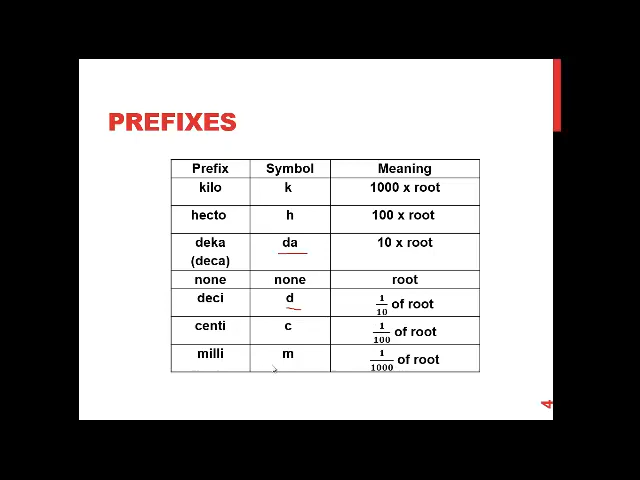 PREFIXES
Prefix Symbol Meaning
kilo k 1000 x root
hecto h 100 x root
deka da 10 x root
(deca)
none none root
deci d 1/10 of root
centi c 1/100 of root
milli m 1/1000 of root
4